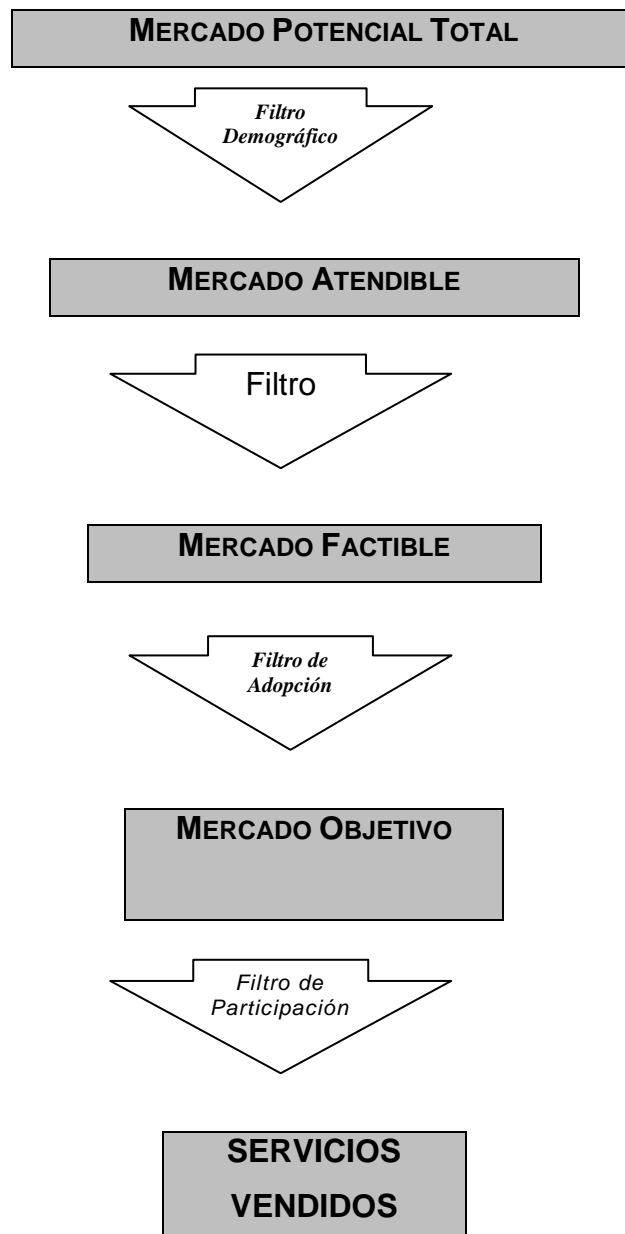 MERCADO POTENCIAL TOTAL
Filtro
Demográfico
MERCADO ATENDIBLE
Filtro
MERCADO FACTIBLE
Filtro de
Adopción
MERCADO OBJETIVO
Filtro de
Participación
SERVICIOS
VENDIDOS